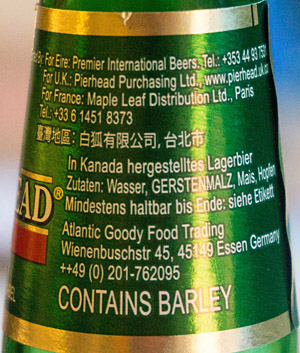 By: For Eire: Premier International Beers. Tel.: +353 44 93
For U.K.: Pierhead Purchasing Ltd., www.pierhead.uk
For France: Maple Leaf Distribution Ltd., Paris
Tel.: +33 6 1451 8373
臺灣地區: 白狐有限公司, 台北市
In Kanada hergestelltes Lagerbier
Zutaten: Wasser, GERSTENMALZ, Mais, Hopfen
Mindestens haltbar bis Ende: siehe Etikett
EAD®
Atlantic Goody Food Trading
Wienenbuschstr 45, 45149 Essen Germany
++49 (0) 201-762095
CONTAINS BARLEY